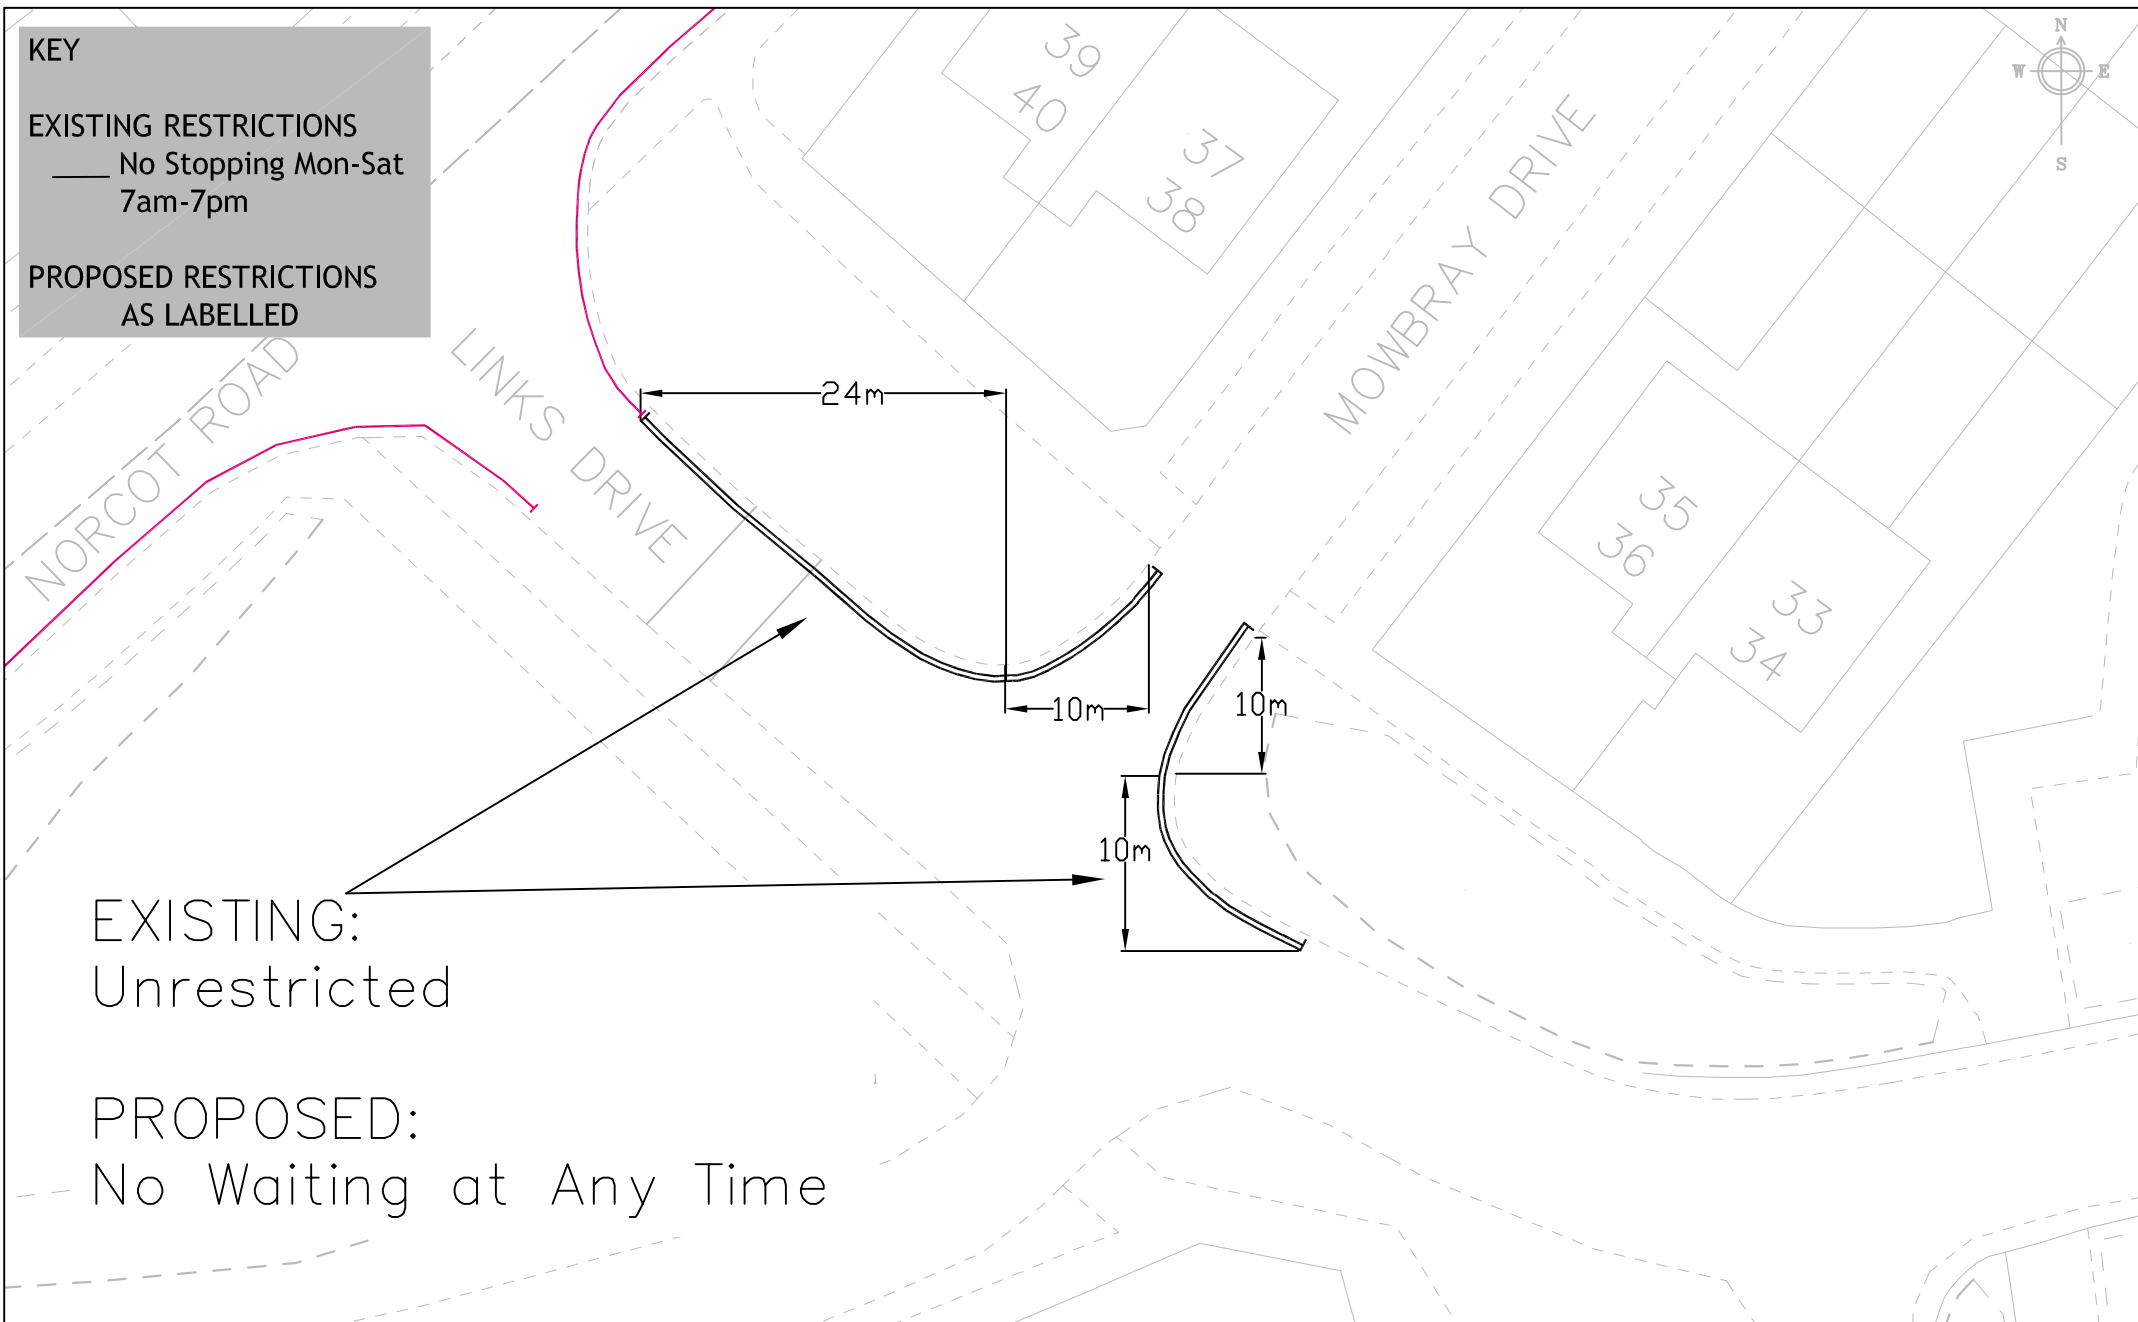 KEY
EXISTING RESTRICTIONS
No Stopping Mon-Sat
7am-7pm
PROPOSED RESTRICTIONS
AS LABELLED
N
W E
S
39
40
37
38
MOWBRAY DRIVE
NORCOT ROAD
LINKS DRIVE
24m
35
36
33
34
10m
10m
10m
EXISTING:
Unrestricted
PROPOSED:
No Waiting at Any Time